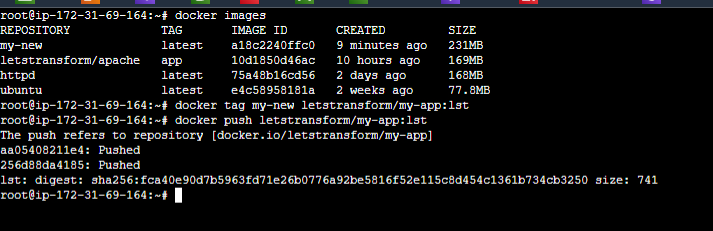 root@ip-172-31-69-164:~# docker images
REPOSITORY TAG IMAGE ID CREATED SIZE
my-new latest a18c2240ffc0 9 minutes ago 231MB
letstransform/apache app 10d1850d46ac 10 hours ago 169MB
httpd latest 75a48b16cd56 2 days ago 168MB
ubuntu latest e4c58958181a 2 weeks ago 77.8MB
root@ip-172-31-69-164:~# docker tag my-new letstransform/my-app:lst
root@ip-172-31-69-164:~# docker push letstransform/my-app:lst
The push refers to repository [docker.io/letstransform/my-app]
aa05408211e4: Pushed
256d88da4185: Pushed
lst: digest: sha256:fca40e90d7b5963fd71e26b0776a92be5816f52e115c8d454c1361b734cb3250 size: 741
root@ip-172-31-69-164:~#